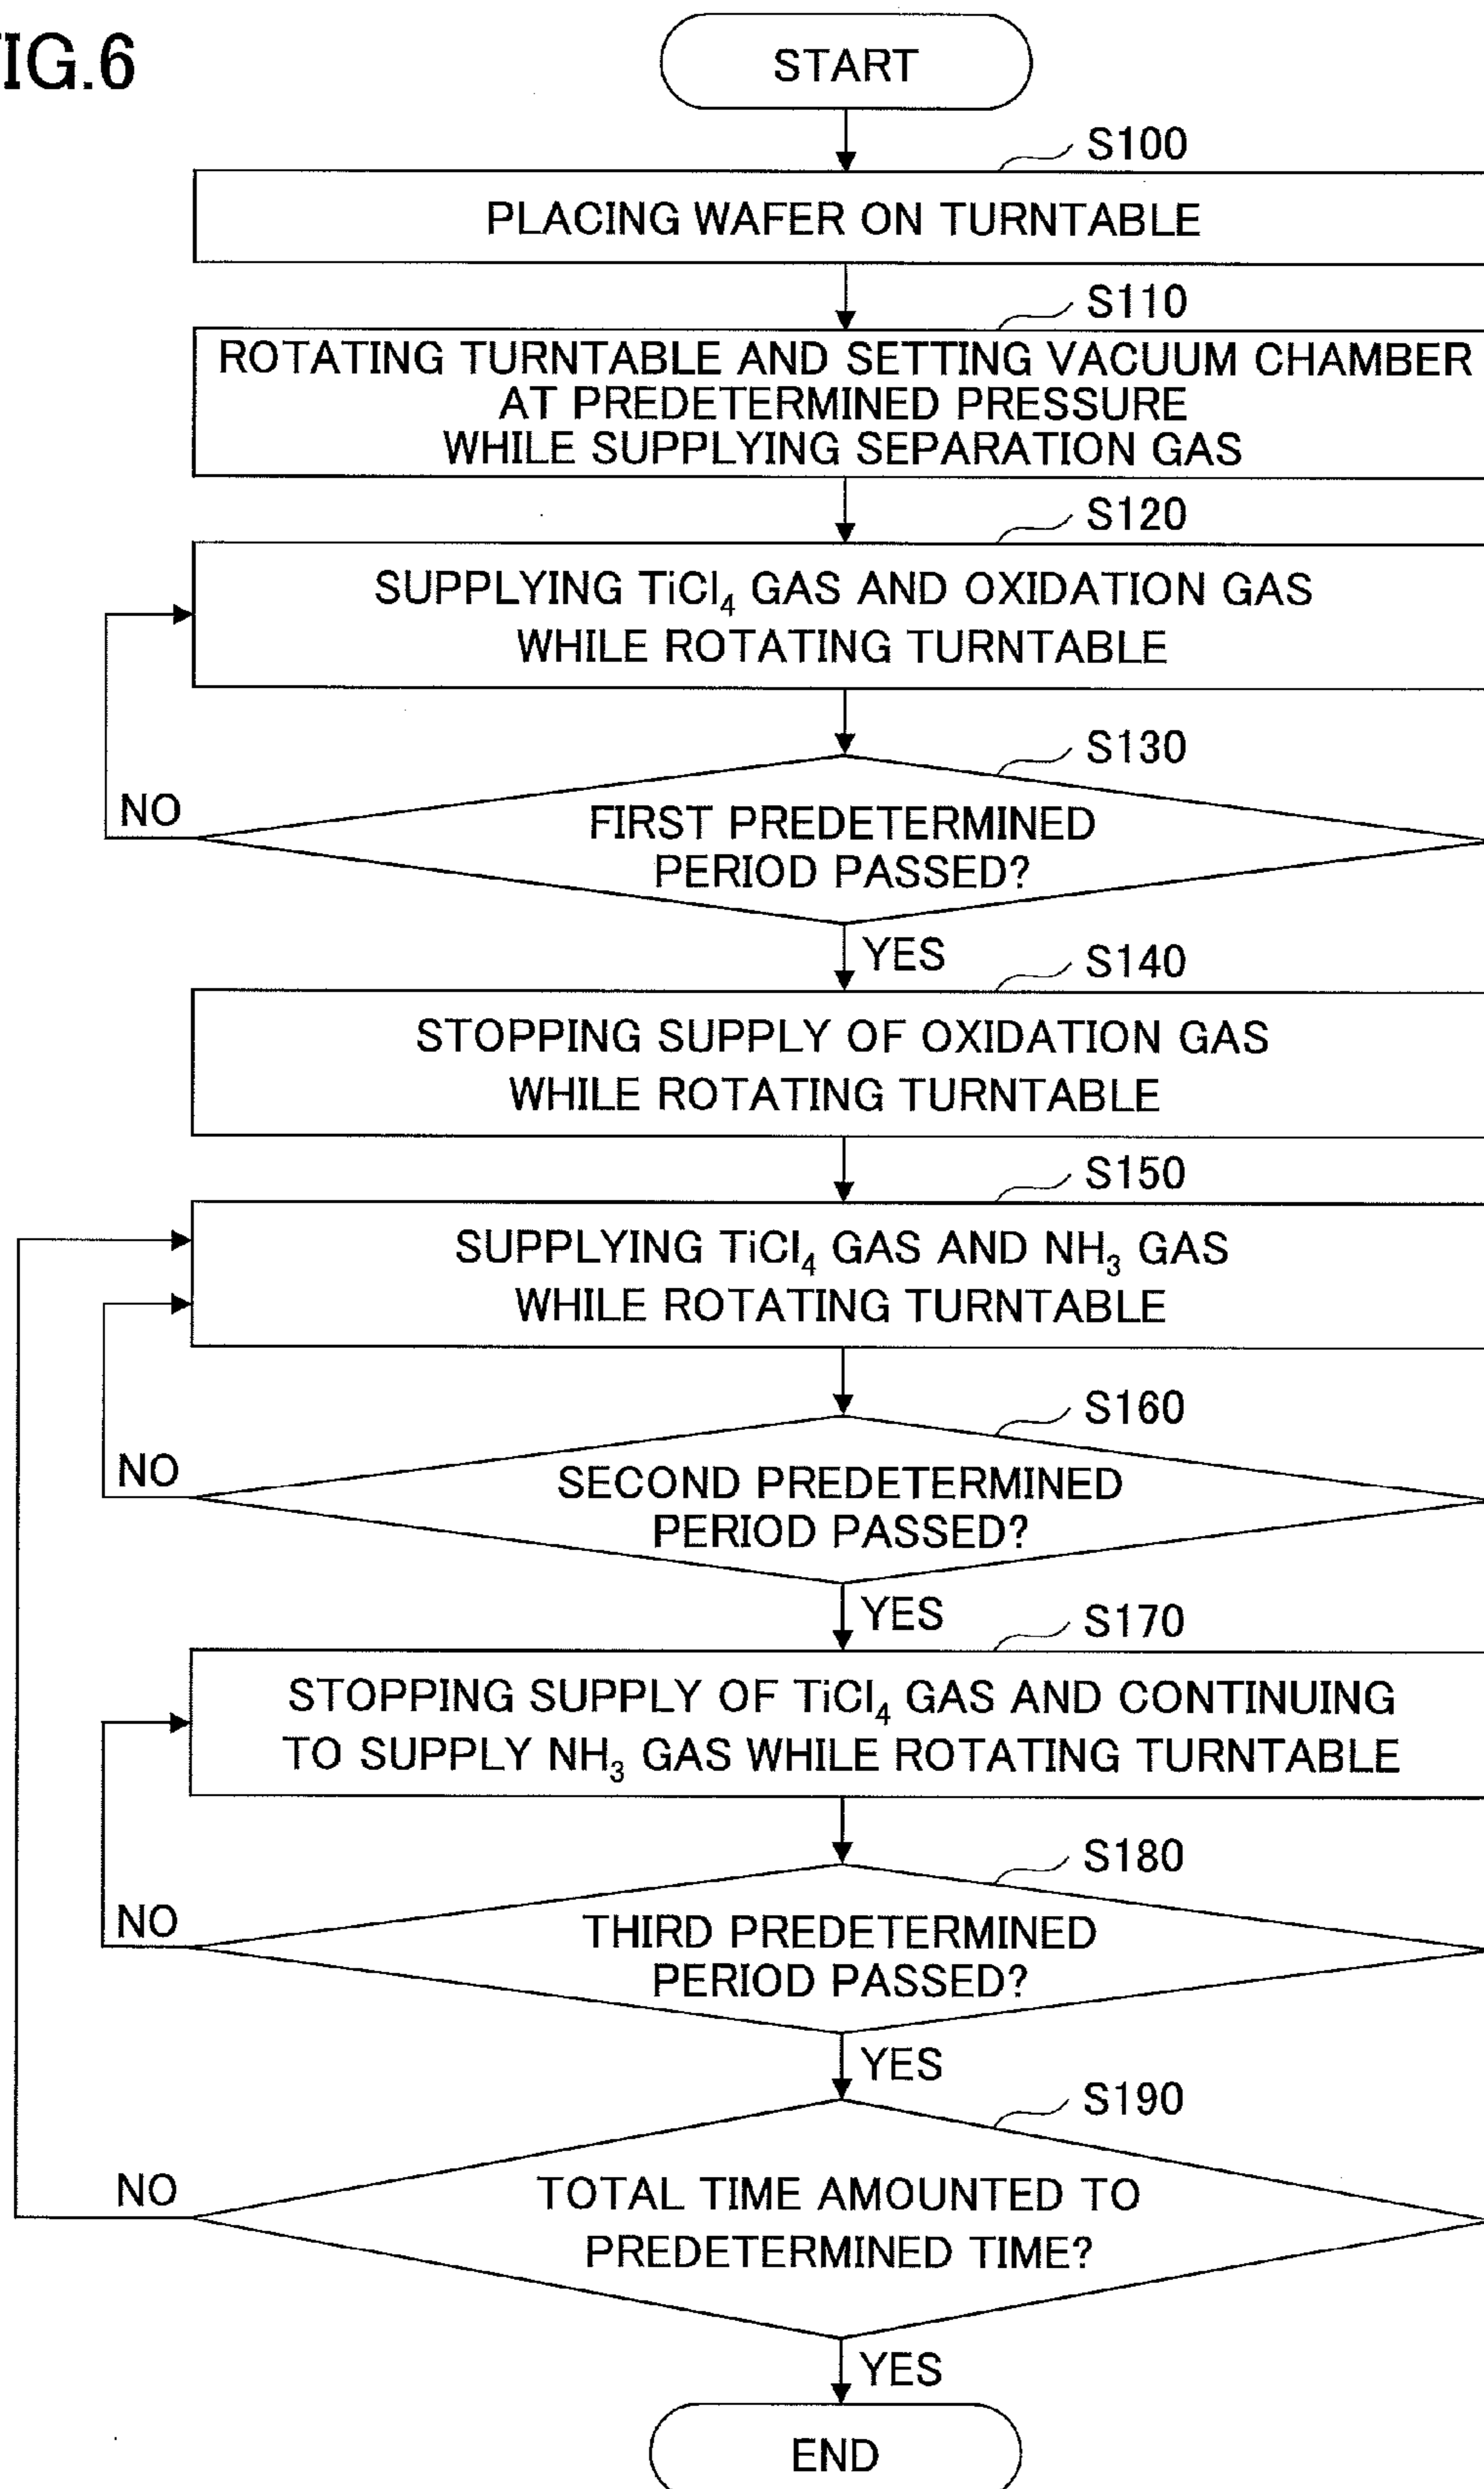 IG.6
START
S100
PLACING WAFER ON TURNTABLE
S110
ROTATING TURNTABLE AND SETTING VACUUM CHAMBER
AT PREDETERMINED PRESSURE
WHILE SUPPLYING SEPARATION GAS
S120
SUPPLYING TiCl₄ GAS AND OXIDATION GAS
WHILE ROTATING TURNTABLE
S130
NO
FIRST PREDETERMINED
PERIOD PASSED?
YES
S140
STOPPING SUPPLY OF OXIDATION GAS
WHILE ROTATING TURNTABLE
S150
SUPPLYING TiCl₄ GAS AND NH₃ GAS
WHILE ROTATING TURNTABLE
S160
NO
SECOND PREDETERMINED
PERIOD PASSED?
YES
S170
STOPPING SUPPLY OF TiCl₄ GAS AND CONTINUING
TO SUPPLY NH₃ GAS WHILE ROTATING TURNTABLE
S180
NO
THIRD PREDETERMINED
PERIOD PASSED?
YES
S190
NO
TOTAL TIME AMOUNTED TO
PREDETERMINED TIME?
YES
END